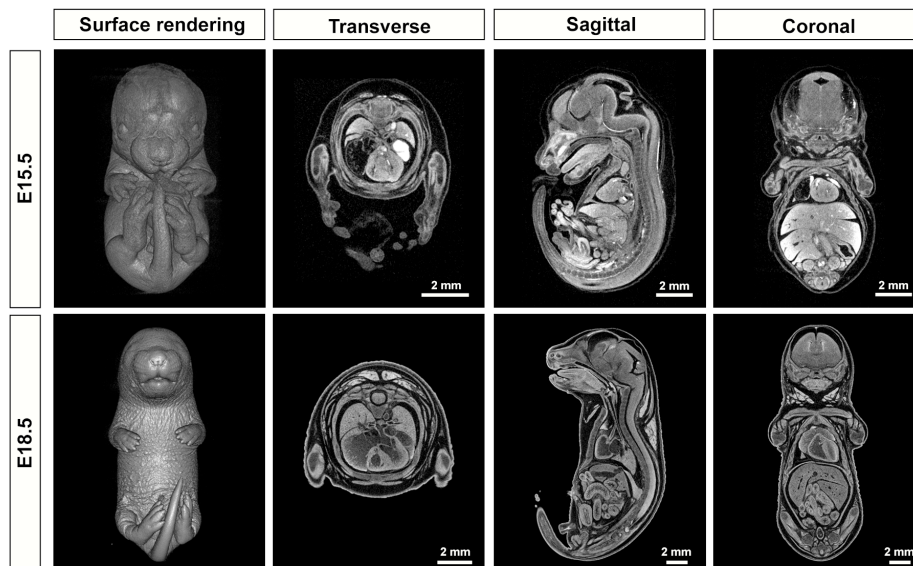 Surface rendering Transverse Sagittal Coronal
E15.5
2 mm 2 mm 2 mm
E18.5
2 mm 2 mm 2 mm